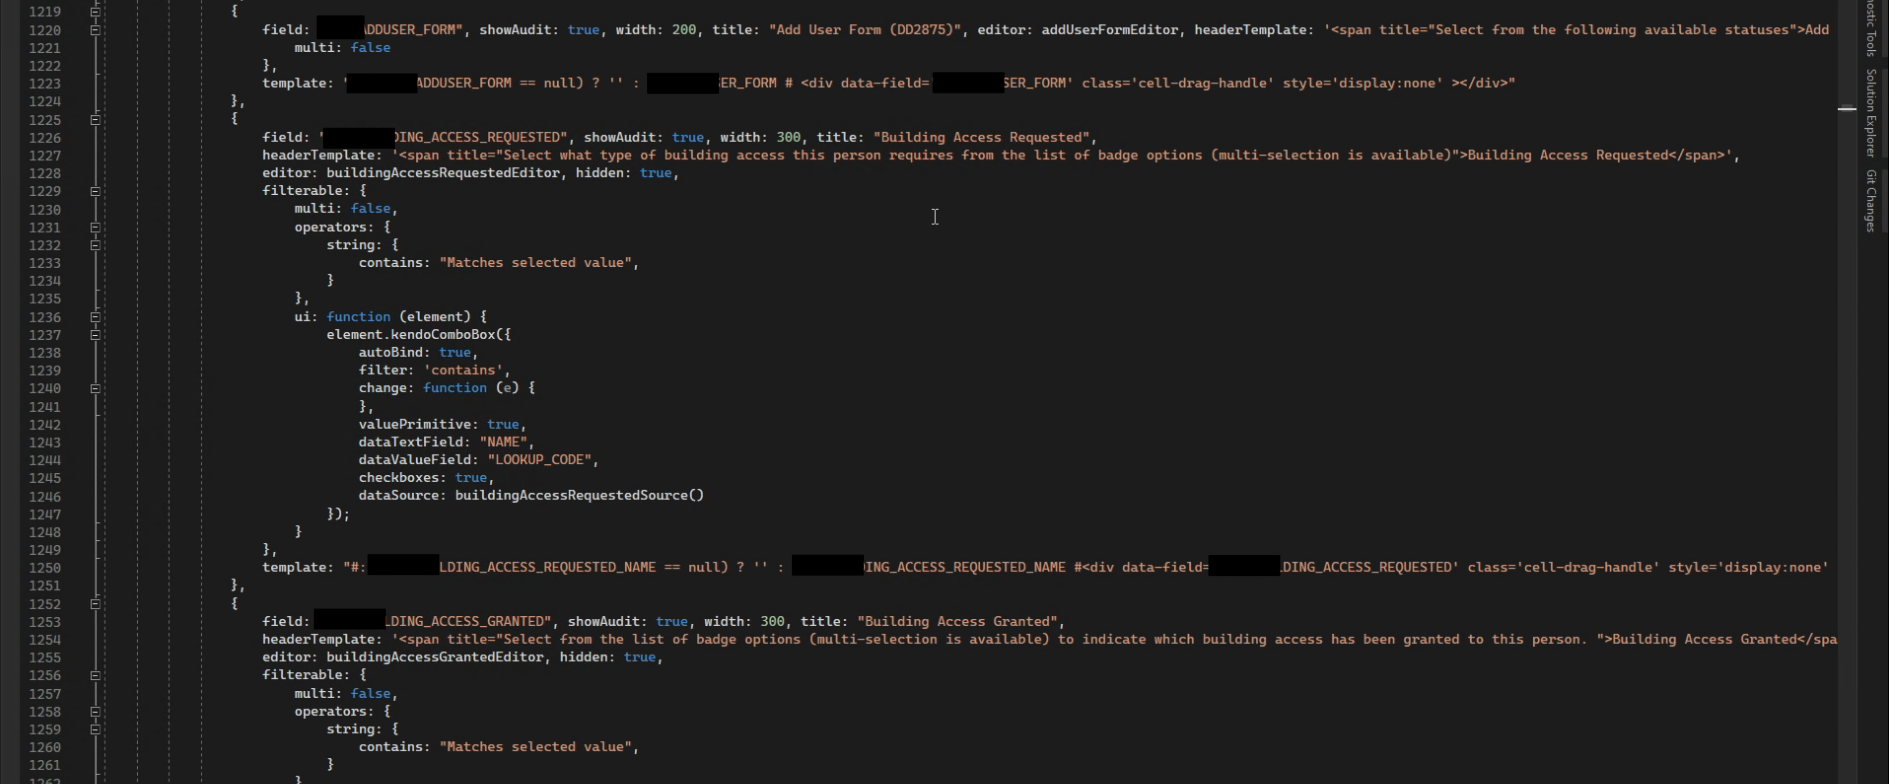 1219 {
1220 field: ADDUSER_FORM", showAudit: true, width: 200, title: "Add User Form (DD2875)", editor: addUserFormEditor, headerTemplate: '<span title="Select from the following available statuses">Add
1221 multi: false
1222 },
1223 template: ' ADDUSER_FORM == null) ? '' : ER_FORM # <div data-field= SER_FORM' class='cell-drag-handle' style='display:none' ></div>"
1224 },
1225 {
1226 field: " DING_ACCESS_REQUESTED", showAudit: true, width: 300, title: "Building Access Requested",
1227 headerTemplate: '<span title="Select what type of building access this person requires from the list of badge options (multi-selection is available)">Building Access Requested</span>',
1228 editor: buildingAccessRequestedEditor, hidden: true,
1229 filterable: {
1230 multi: false,
1231 operators: {
1232 string: {
1233 contains: "Matches selected value",
1234 }
1235 },
1236 ui: function (element) {
1237 element.kendoComboBox({
1238 autoBind: true,
1239 filter: 'contains',
1240 change: function (e) {
1241 },
1242 valuePrimitive: true,
1243 dataTextField: "NAME",
1244 dataValueField: "LOOKUP_CODE",
1245 checkboxes: true,
1246 dataSource: buildingAccessRequestedSource()
1247 });
1248 }
1249 },
1250 template: "#: LDING_ACCESS_REQUESTED_NAME == null) ? '' : ING_ACCESS_REQUESTED_NAME #<div data-field= DING_ACCESS_REQUESTED' class='cell-drag-handle' style='display:none'
1251 },
1252 {
1253 field: LDING_ACCESS_GRANTED", showAudit: true, width: 300, title: "Building Access Granted",
1254 headerTemplate: '<span title="Select from the list of badge options (multi-selection is available) to indicate which building access has been granted to this person. ">Building Access Granted</spa
1255 editor: buildingAccessGrantedEditor, hidden: true,
1256 filterable: {
1257 multi: false,
1258 operators: {
1259 string: {
1260 contains: "Matches selected value",
1261 }
1262 }
nostic Tools
Solution Explorer
Git Changes